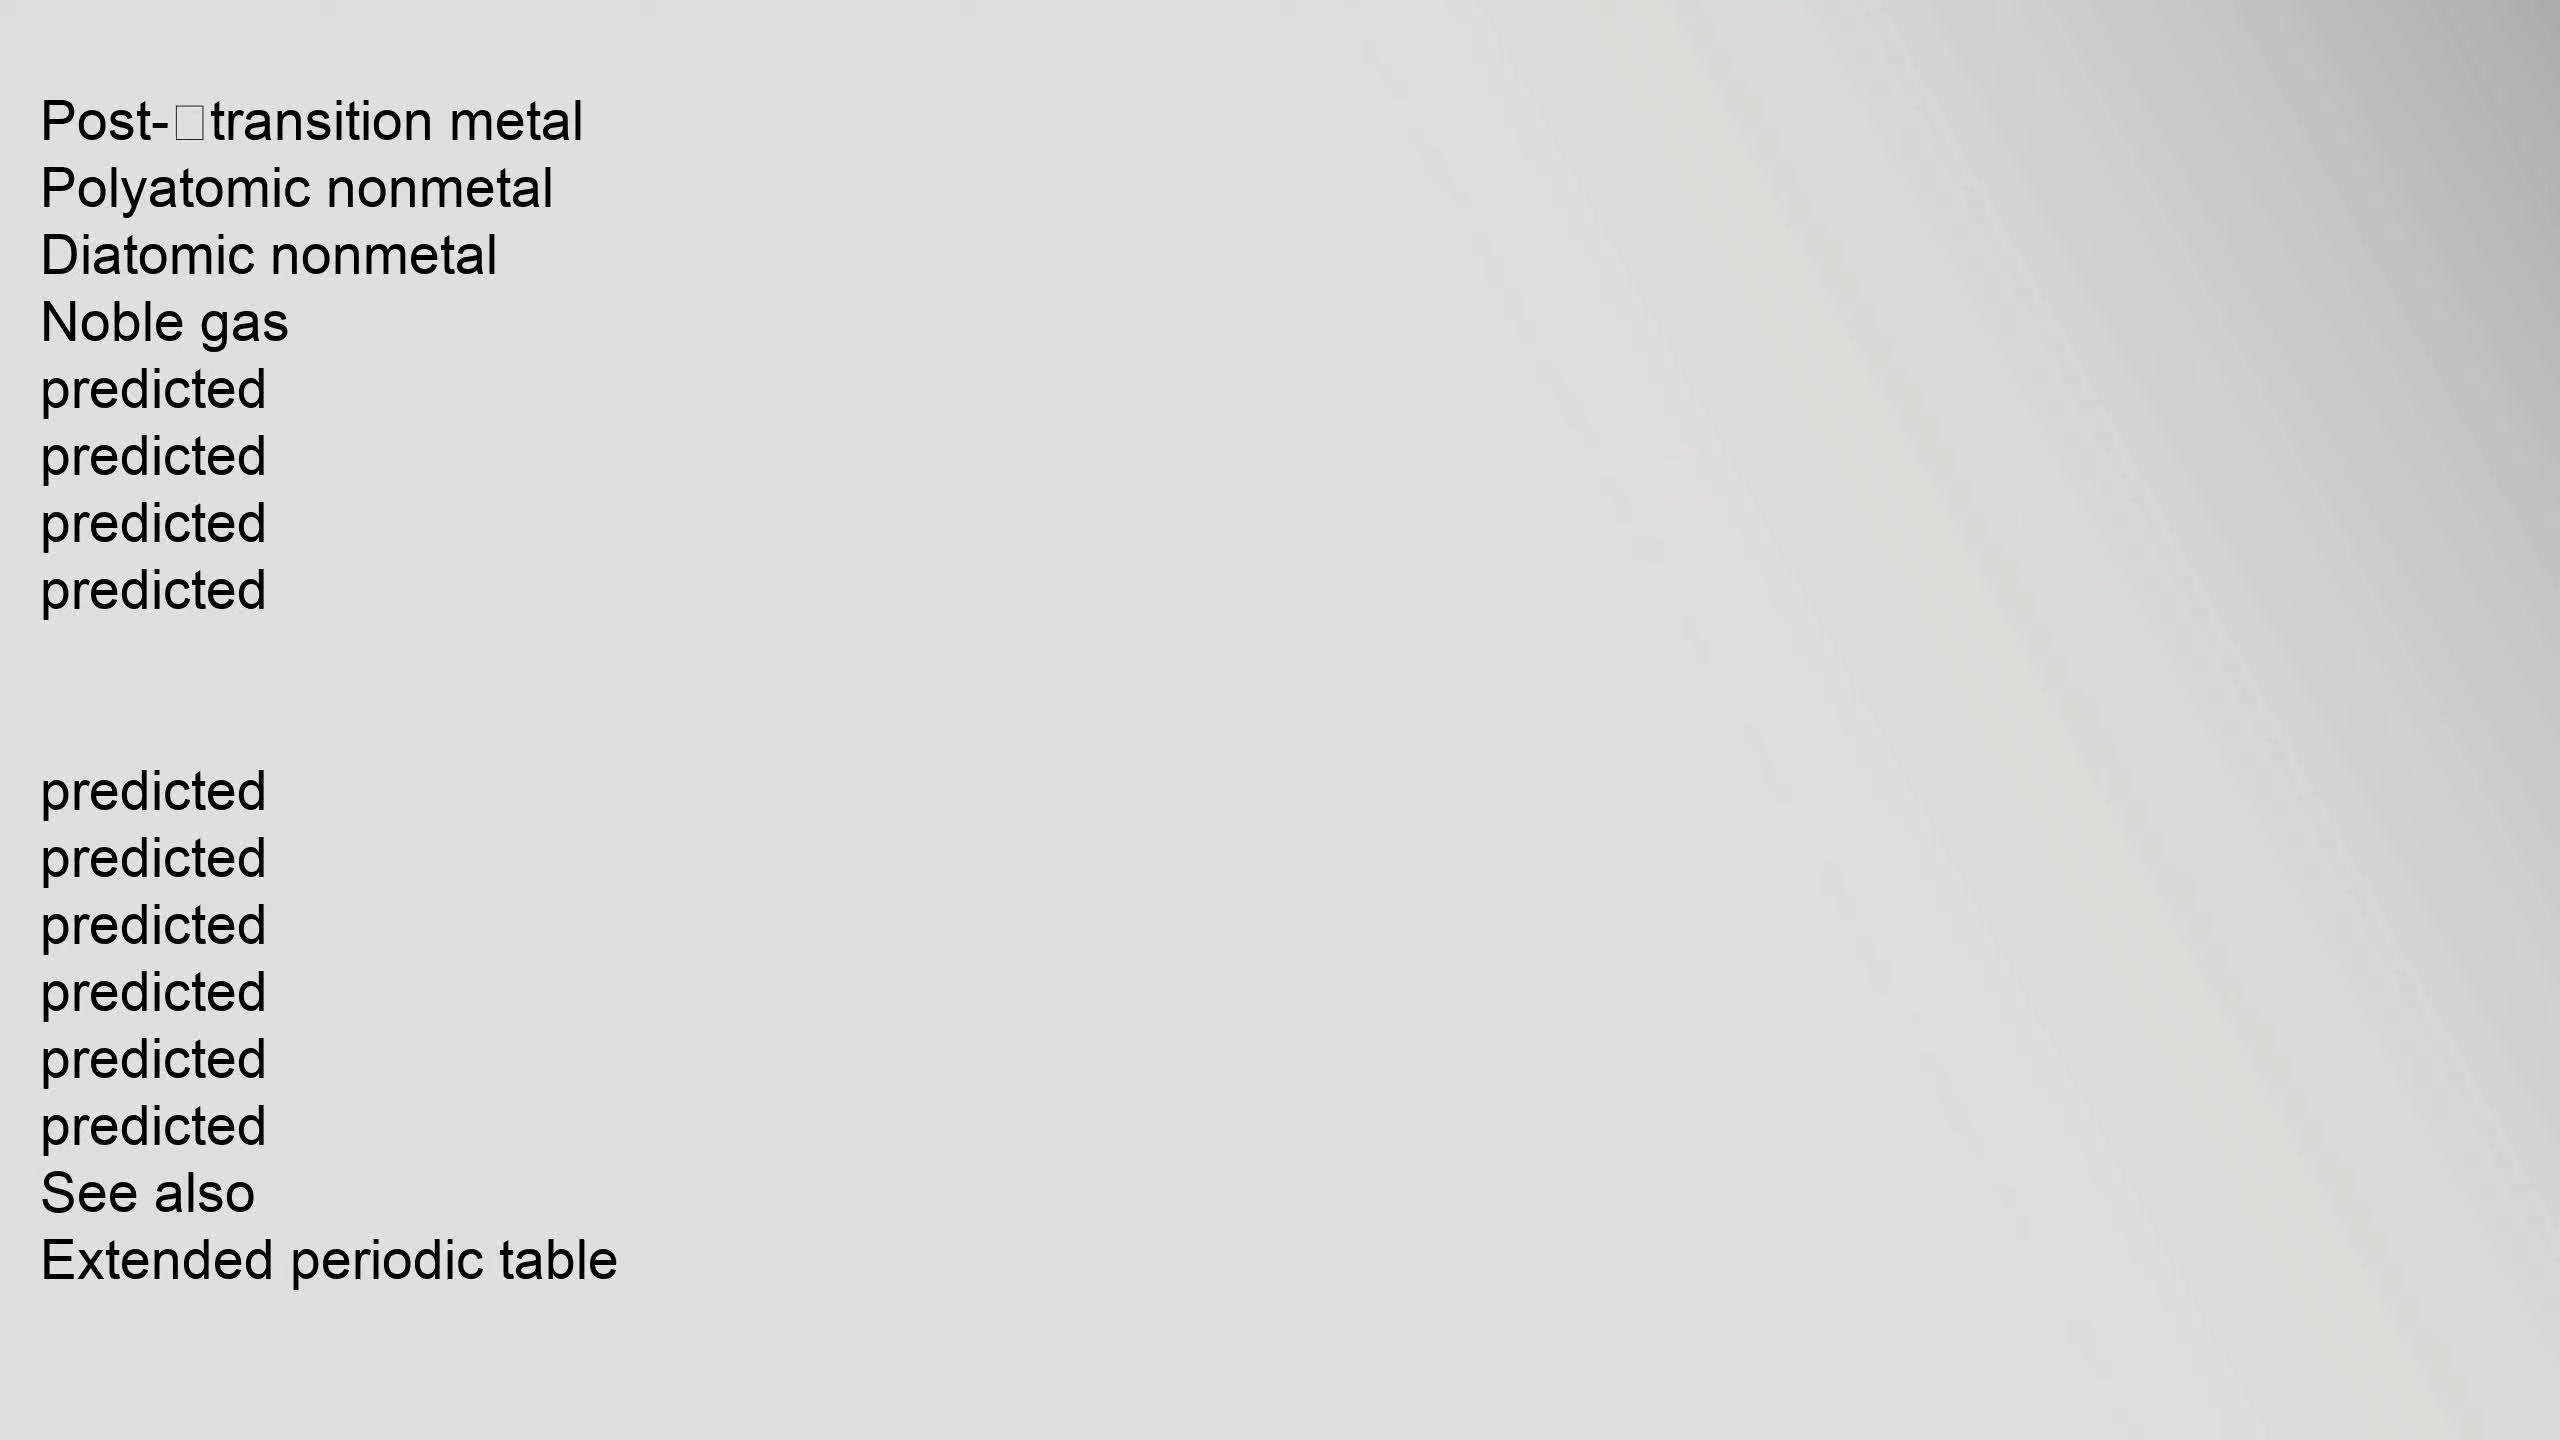 Post-□transition metal
Polyatomic nonmetal
Diatomic nonmetal
Noble gas
predicted
predicted
predicted
predicted
predicted
predicted
predicted
predicted
predicted
predicted
See also
Extended periodic table